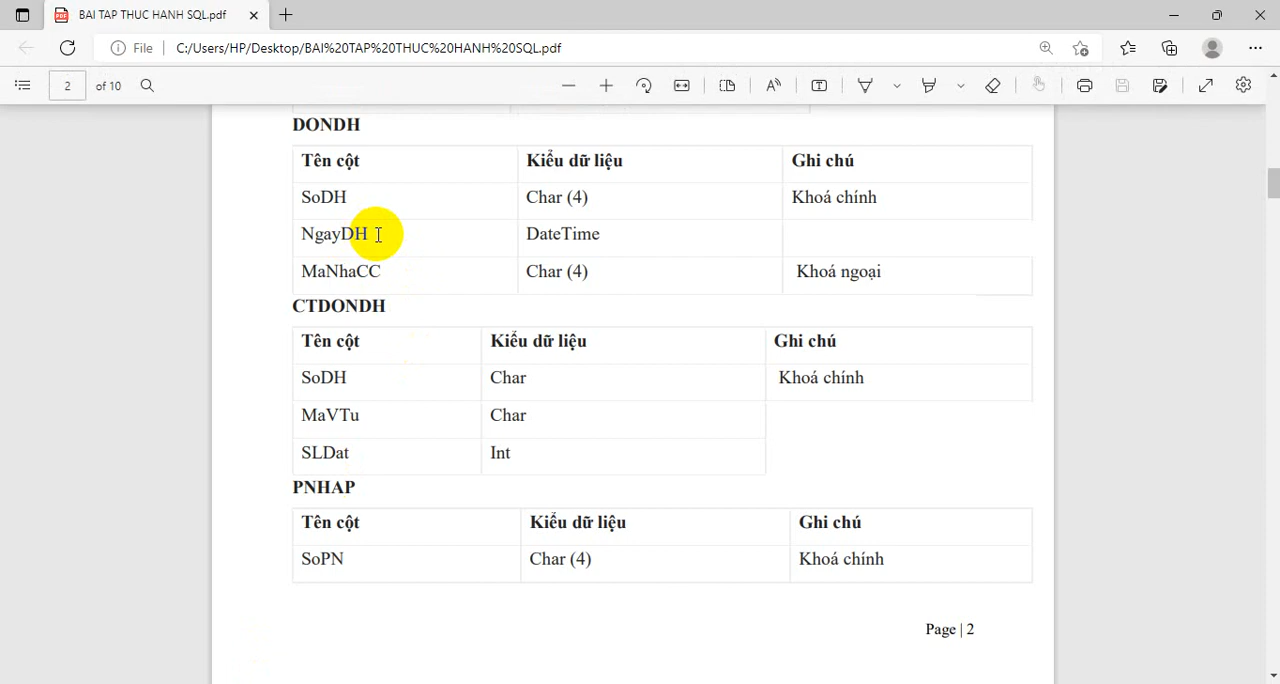 BAI TAP THUC HANH SQL.pdf
File C:/Users/HP/Desktop/BAI%20TAP%20THUC%20HANH%20SQL.pdf
2 of 10
DONDH
Tên cột Kiểu dữ liệu Ghi chú
SoDH Char (4) Khoá chính
NgayDH DateTime
MaNhaCC Char (4) Khoá ngoại
CTDONDH
Tên cột Kiểu dữ liệu Ghi chú
SoDH Char Khoá chính
MaVTu Char
SLDat Int
PNHAP
Tên cột Kiểu dữ liệu Ghi chú
SoPN Char (4) Khoá chính
Page | 2